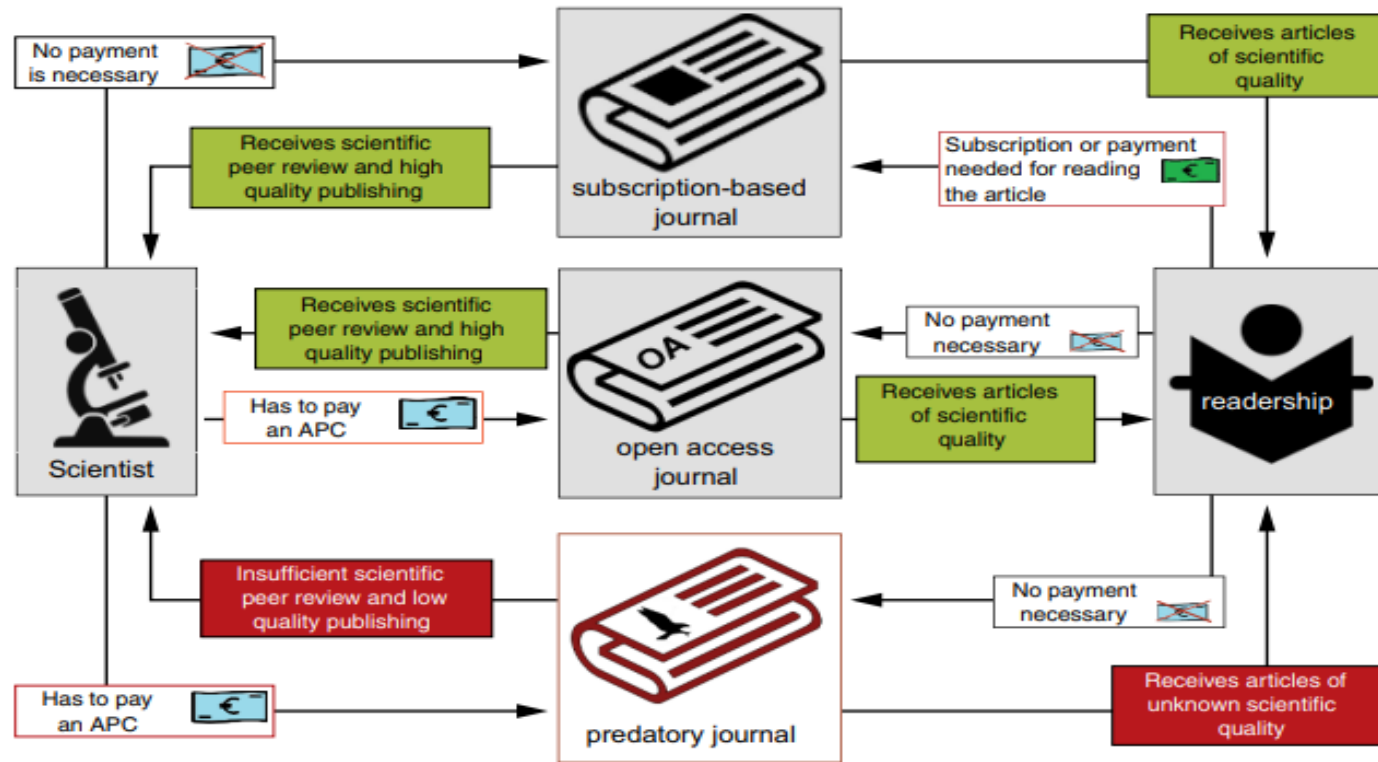 No payment
is necessary
€
Receives articles
of scientific
quality
Receives scientific
peer review and high
quality publishing
subscription-based
journal
Subscription or payment
needed for reading
the article
€
Scientist
Receives scientific
peer review and high
quality publishing
Has to pay
an APC
€
OA
open access
journal
No payment
necessary
€
Receives articles
of scientific
quality
readership
Insufficient scientific
peer review and low
quality publishing
Has to pay
an APC
€
predatory journal
No payment
necessary
€
Receives articles of
unknown scientific
quality